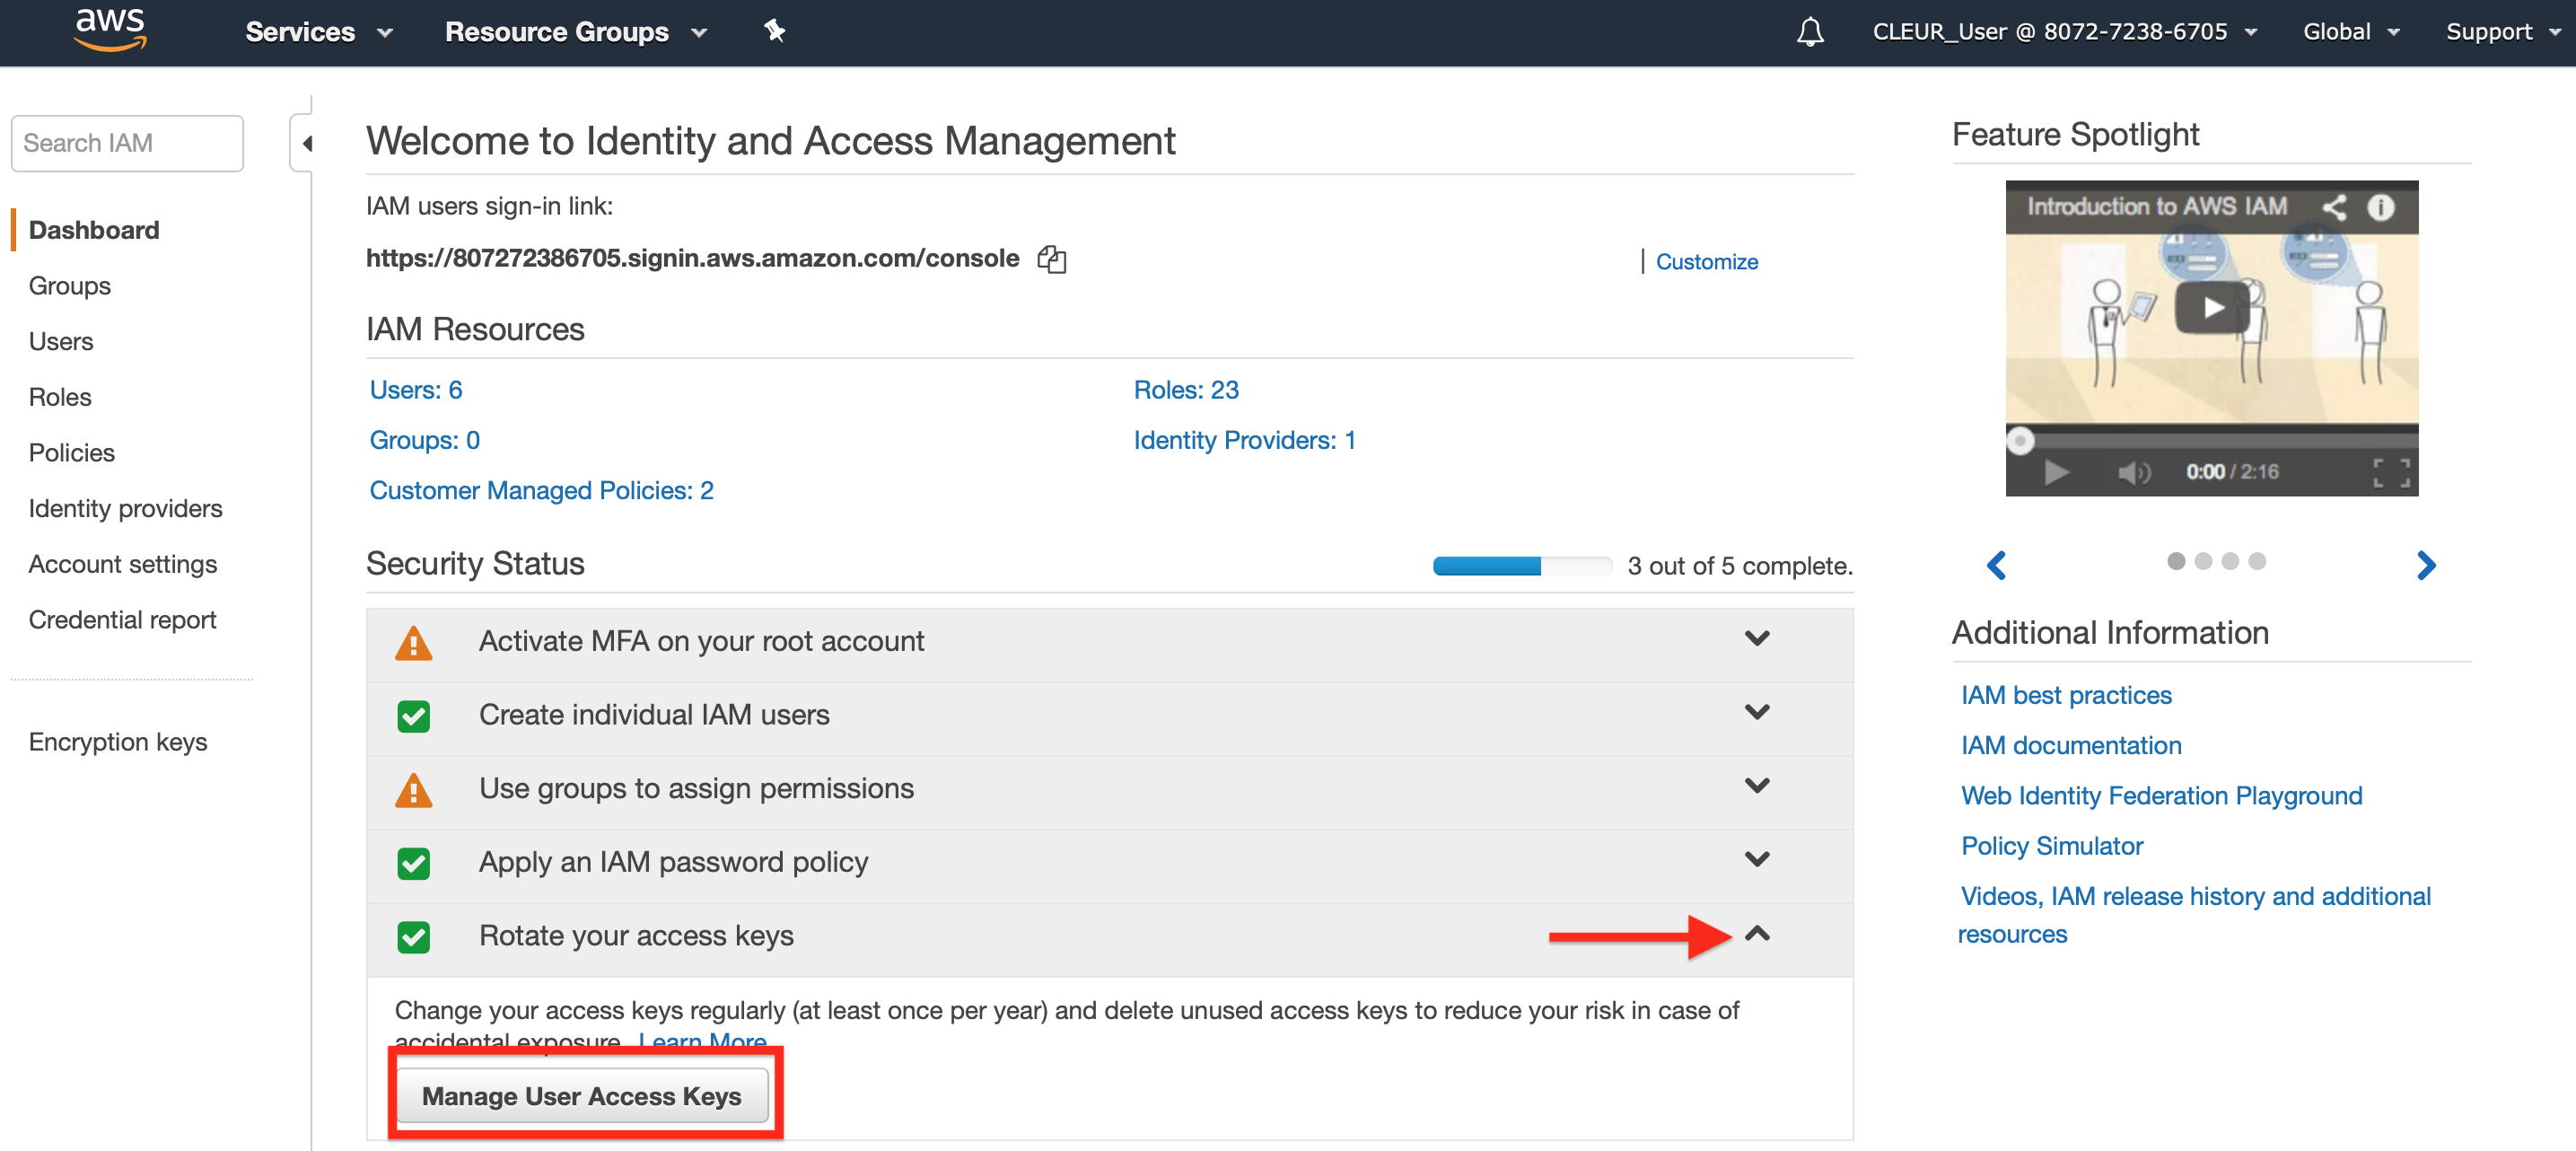 aws
Services
Resource Groups
CLEUR_User @ 8072-7238-6705
Global
Support
Search IAM
Dashboard
Groups
Users
Roles
Policies
Identity providers
Account settings
Credential report
Encryption keys
Welcome to Identity and Access Management
IAM users sign-in link:
https://807272386705.signin.aws.amazon.com/console
| Customize
IAM Resources
Users: 6
Roles: 23
Groups: 0
Identity Providers: 1
Customer Managed Policies: 2
Security Status
3 out of 5 complete.
Activate MFA on your root account
Create individual IAM users
Use groups to assign permissions
Apply an IAM password policy
Rotate your access keys
Change your access keys regularly (at least once per year) and delete unused access keys to reduce your risk in case of
accidental exposure. Learn More
Manage User Access Keys
Feature Spotlight
Introduction to AWS IAM
0:00 / 2:16
Additional Information
IAM best practices
IAM documentation
Web Identity Federation Playground
Policy Simulator
Videos, IAM release history and additional
resources